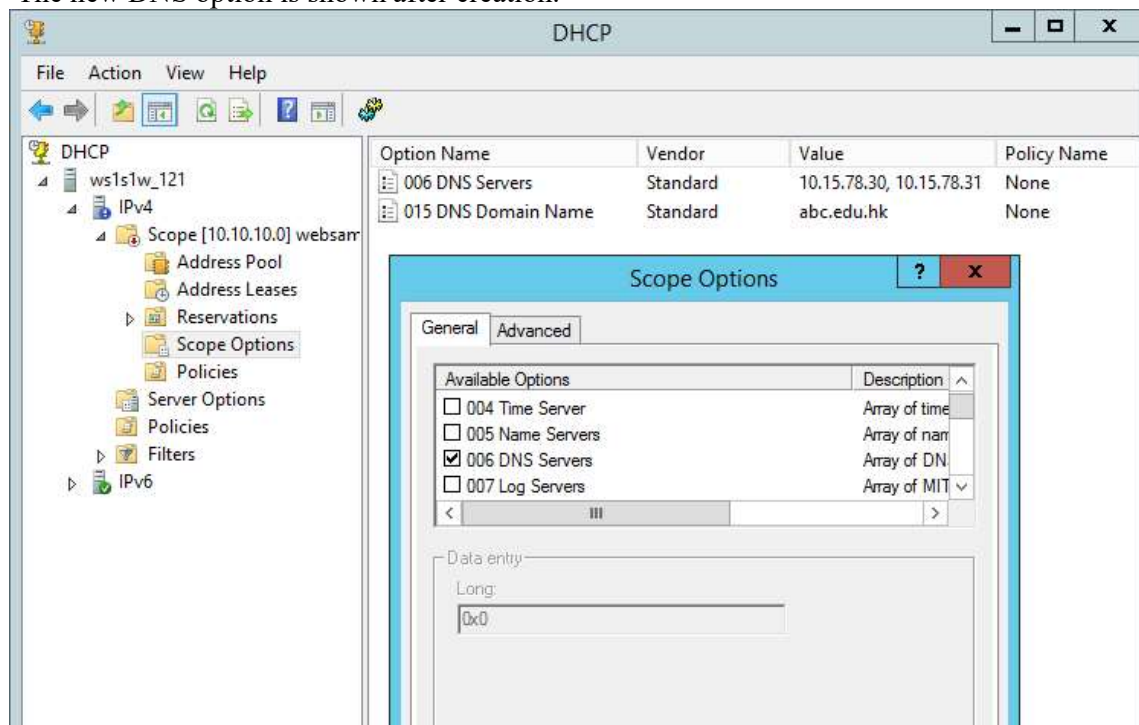 The new DNS option is shown after creation.
DHCP
File Action View Help
DHCP
ws1s1w_121
IPv4
Scope [10.10.10.0] websam
Address Pool
Address Leases
Reservations
Scope Options
Policies
Server Options
Policies
Filters
IPv6
Option Name Vendor Value Policy Name
006 DNS Servers Standard 10.15.78.30, 10.15.78.31 None
015 DNS Domain Name Standard abc.edu.hk None
Scope Options
General Advanced
Available Options Description
004 Time Server Array of time
005 Name Servers Array of nam
006 DNS Servers Array of DN
007 Log Servers Array of MIT
Data entry
Long:
0x0